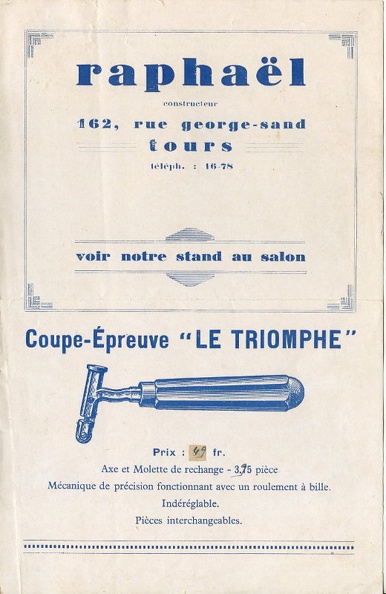 raphaël
constructeur
162, rue george-sand
tours
téléph. : 16-78
voir notre stand au salon
Coupe-Épreuve "LE TRIOMPHE"
Prix : 49 fr.
Axe et Molette de rechange - 3,75 pièce
Mécanique de précision fonctionnant avec un roulement à bille.
Indéréglable.
Pièces interchangeables.